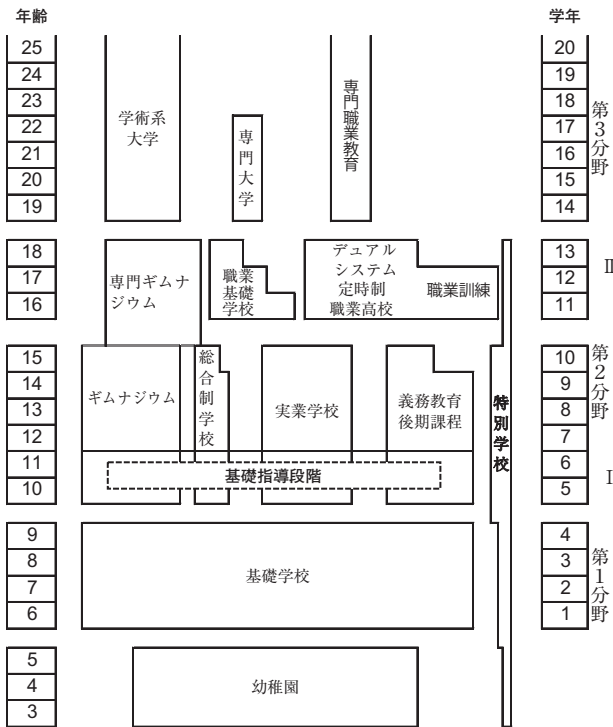 年齢
学年
25
24
23
22
21
20
19
学術系
大学
専門大学
専門職業教育
20
19
18
17
16
15
14
第3分野
18
17
16
専門ギムナ
ジウム
職業
基礎
学校
デュアル
システム
定時制
職業高校
職業訓練
13
12
11
Ⅱ
15
14
13
12
11
10
ギムナジウム
総合制学校
実業学校
義務教育
後期課程
基礎指導段階
特別学校
10
9
8
7
6
5
第2分野
Ⅰ
9
8
7
6
基礎学校
4
3
2
1
第1分野
5
4
3
幼稚園